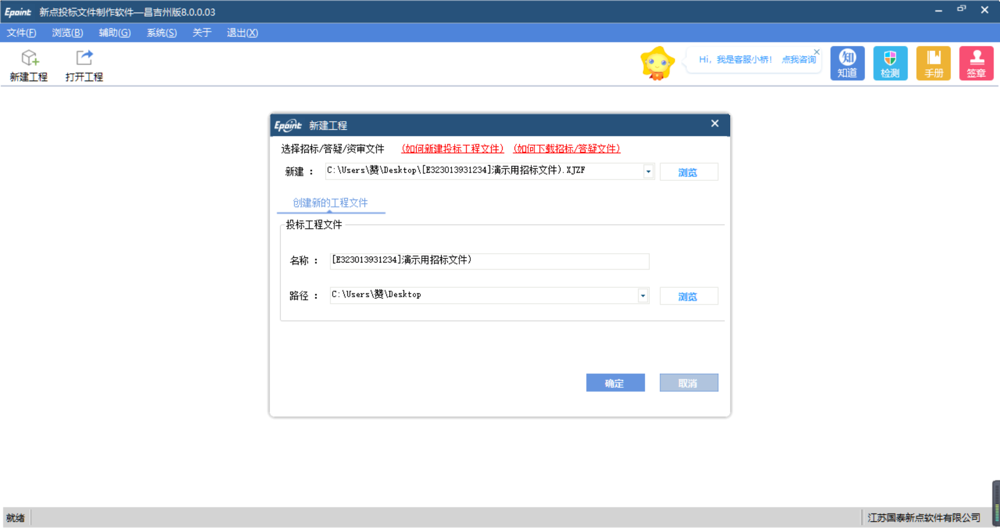 Epoint 新点投标文件制作软件—昌吉州版8.0.0.03
文件(F) 浏览(B) 辅助(G) 系统(S) 关于 退出(X)
新建工程 打开工程
Hi，我是客服小桥！ 点我咨询
知
知道 检测 手册 签章
Epoint 新建工程
选择招标/答疑/资审文件 (如何新建投标工程文件) (如何下载招标/答疑文件)
新建 ： C:\Users\赞\Desktop\[E323013931234]演示用招标文件).XJZF 浏览
创建新的工程文件
投标工程文件
名称 ： [E323013931234]演示用招标文件)
路径 ： C:\Users\赞\Desktop 浏览
确定 取消
就绪 江苏国泰新点软件有限公司